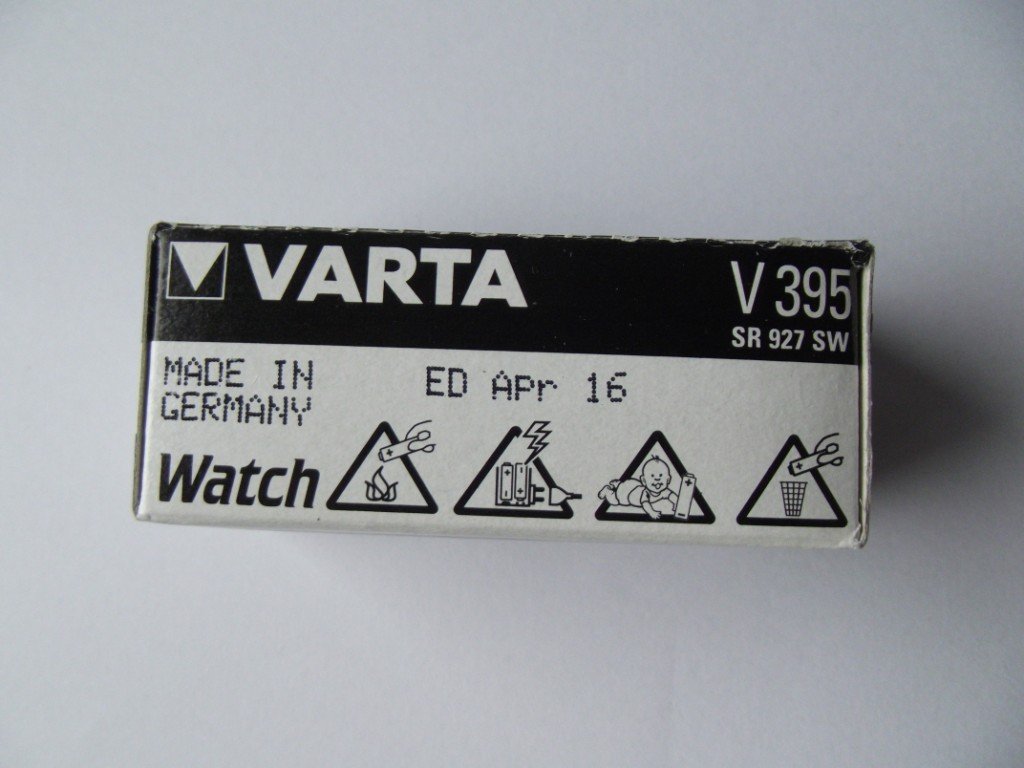 VARTA
V 395
SR 927 SW
MADE IN
GERMANY
ED Apr 16
Watch